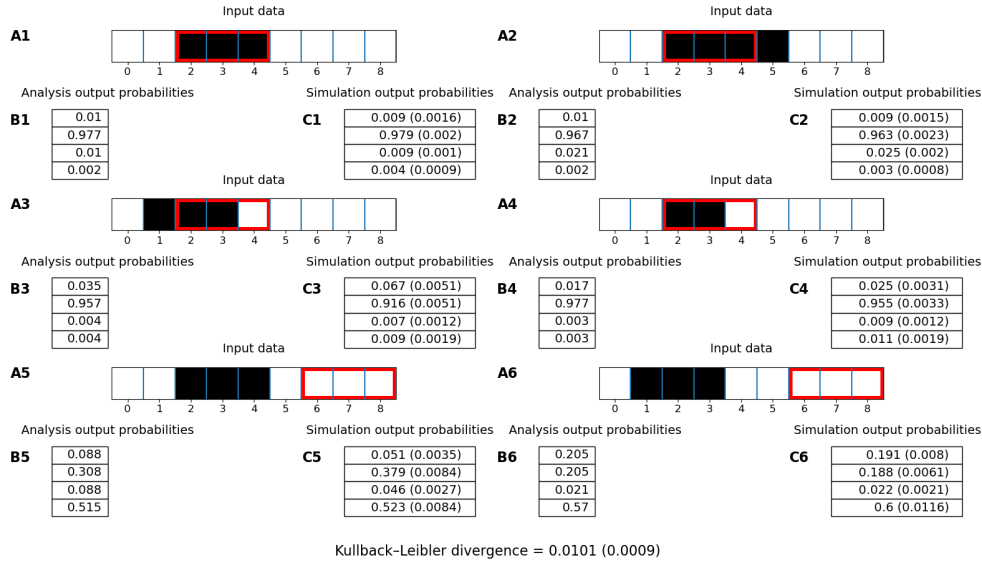 Input data
Input data
A1
A2
0 1 2 3 4 5 6 7 8
0 1 2 3 4 5 6 7 8
Analysis output probabilities
Simulation output probabilities
Analysis output probabilities
Simulation output probabilities
B1
0.01
0.977
0.01
0.002
C1
0.009 (0.0016)
0.979 (0.002)
0.009 (0.001)
0.004 (0.0009)
B2
0.01
0.967
0.021
0.002
C2
0.009 (0.0015)
0.963 (0.0023)
0.025 (0.002)
0.003 (0.0008)
Input data
Input data
A3
A4
0 1 2 3 4 5 6 7 8
0 1 2 3 4 5 6 7 8
Analysis output probabilities
Simulation output probabilities
Analysis output probabilities
Simulation output probabilities
B3
0.035
0.957
0.004
0.004
C3
0.067 (0.0051)
0.916 (0.0051)
0.007 (0.0012)
0.009 (0.0019)
B4
0.017
0.977
0.003
0.003
C4
0.025 (0.0031)
0.955 (0.0033)
0.009 (0.0012)
0.011 (0.0019)
Input data
Input data
A5
A6
0 1 2 3 4 5 6 7 8
0 1 2 3 4 5 6 7 8
Analysis output probabilities
Simulation output probabilities
Analysis output probabilities
Simulation output probabilities
B5
0.088
0.308
0.088
0.515
C5
0.051 (0.0035)
0.379 (0.0084)
0.046 (0.0027)
0.523 (0.0084)
B6
0.205
0.205
0.021
0.57
C6
0.191 (0.008)
0.188 (0.0061)
0.022 (0.0021)
0.6 (0.0116)
Kullback–Leibler divergence = 0.0101 (0.0009)